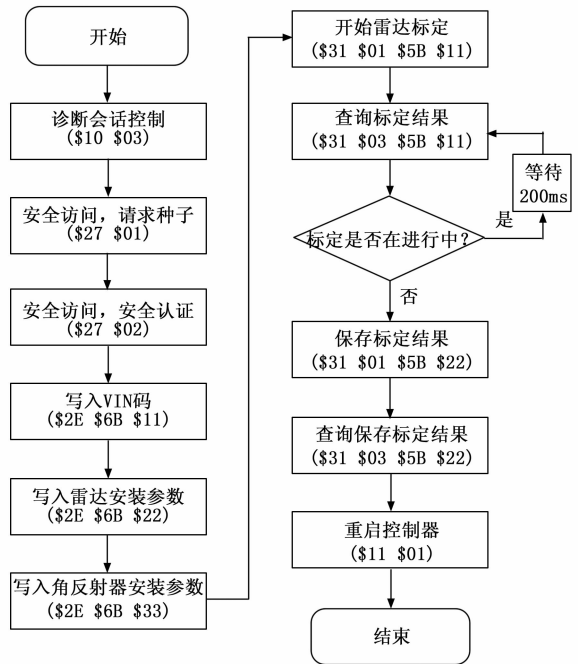 开始
诊断会话控制
($10 $03)
安全访问，请求种子
($27 $01)
安全访问，安全认证
($27 $02)
写入VIN码
($2E $6B $11)
写入雷达安装参数
($2E $6B $22)
写入角反射器安装参数
($2E $6B $33)
开始雷达标定
($31 $01 $5B $11)
查询标定结果
($31 $03 $5B $11)
等待
200ms
标定是否在进行中?
是
否
保存标定结果
($31 $01 $5B $22)
查询保存标定结果
($31 $03 $5B $22)
重启控制器
($11 $01)
结束